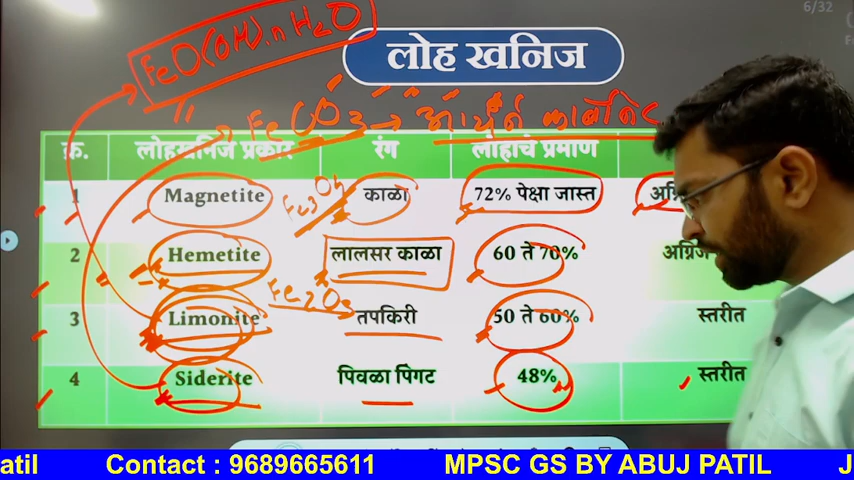 6/32
FeO(OH).nH2O
लोह खनिज
FeCO3 → आयर्न कार्बोनेट
क्र. लोहखनिज प्रकार रंग लोहाचे प्रमाण
1 Magnetite Fe3O4 काळा 72% पेक्षा जास्त
2 Hemetite लालसर काळा 60 ते 70%
Fe2O3
3 Limonite तपकिरी 50 ते 60% स्तरीत
4 Siderite पिवळा पिंगट 48% स्तरीत
atil Contact : 9689665611 MPSC GS BY ABUJ PATIL J